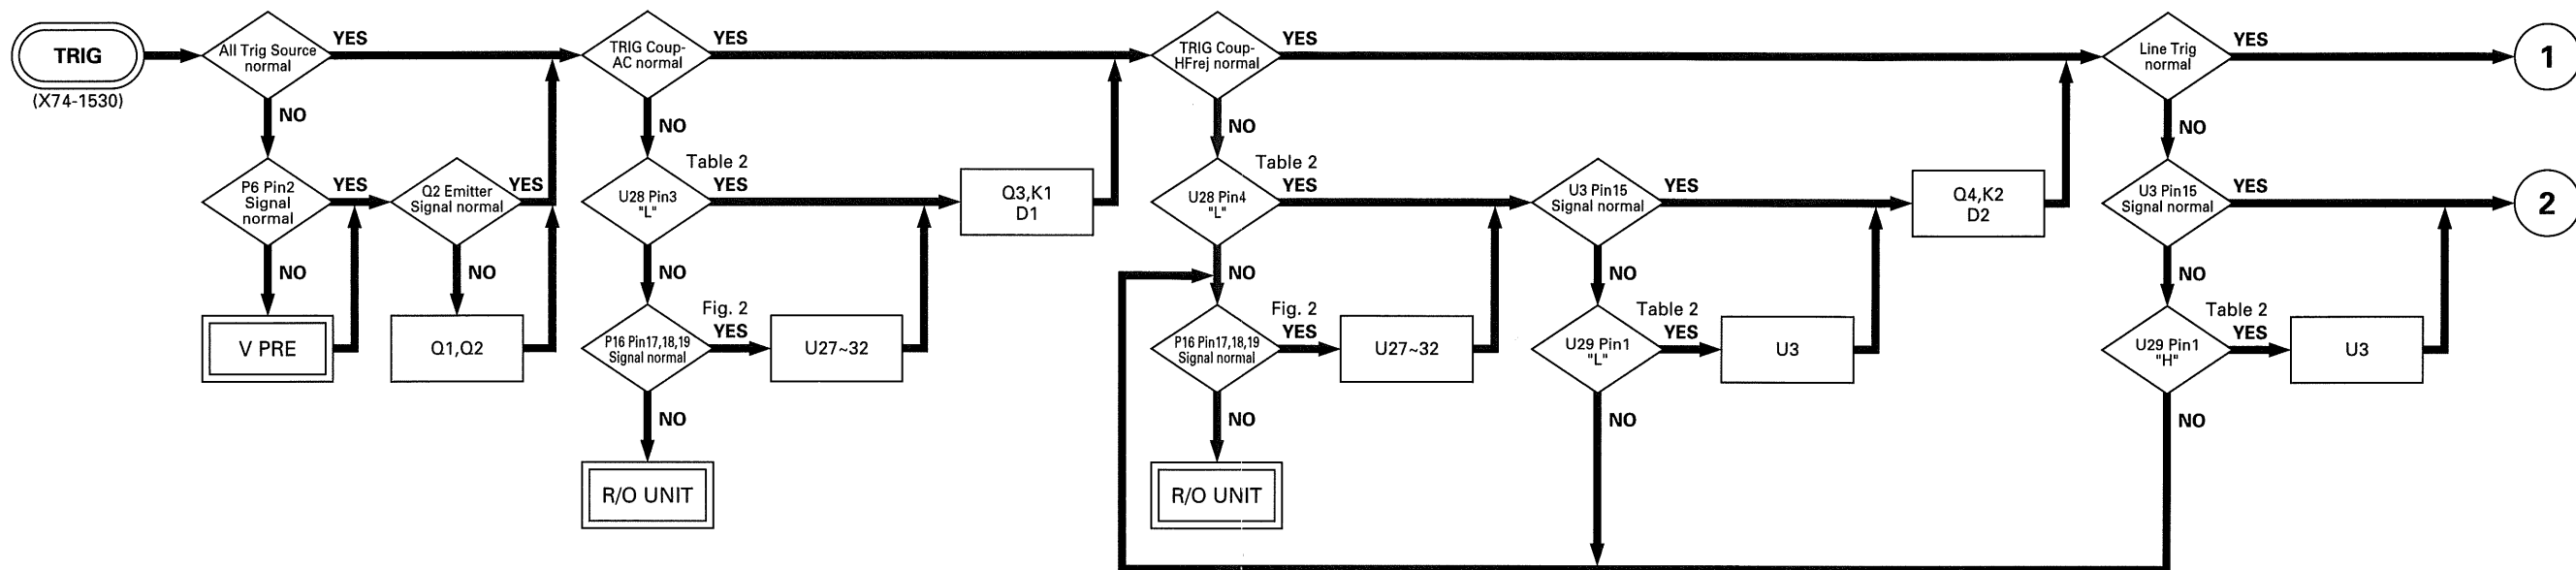 TRIG
(X74-1530)
All Trig Source
normal
YES
NO
P6 Pin2
Signal
normal
YES
NO
V PRE
Q2 Emitter
Signal normal
YES
NO
Q1,Q2
TRIG Coup-
AC normal
YES
NO
Table 2
U28 Pin3
"L"
YES
NO
Fig. 2
P16 Pin17,18,19
Signal normal
YES
NO
U27~32
R/O UNIT
Q3,K1
D1
TRIG Coup-
HFrej normal
YES
NO
Table 2
U28 Pin4
"L"
YES
NO
Fig. 2
P16 Pin17,18,19
Signal normal
YES
NO
U27~32
R/O UNIT
U3 Pin15
Signal normal
YES
NO
Table 2
U29 Pin1
"L"
YES
NO
U3
Q4,K2
D2
Line Trig
normal
YES
NO
1
U3 Pin15
Signal normal
YES
NO
2
Table 2
U29 Pin1
"H"
YES
NO
U3